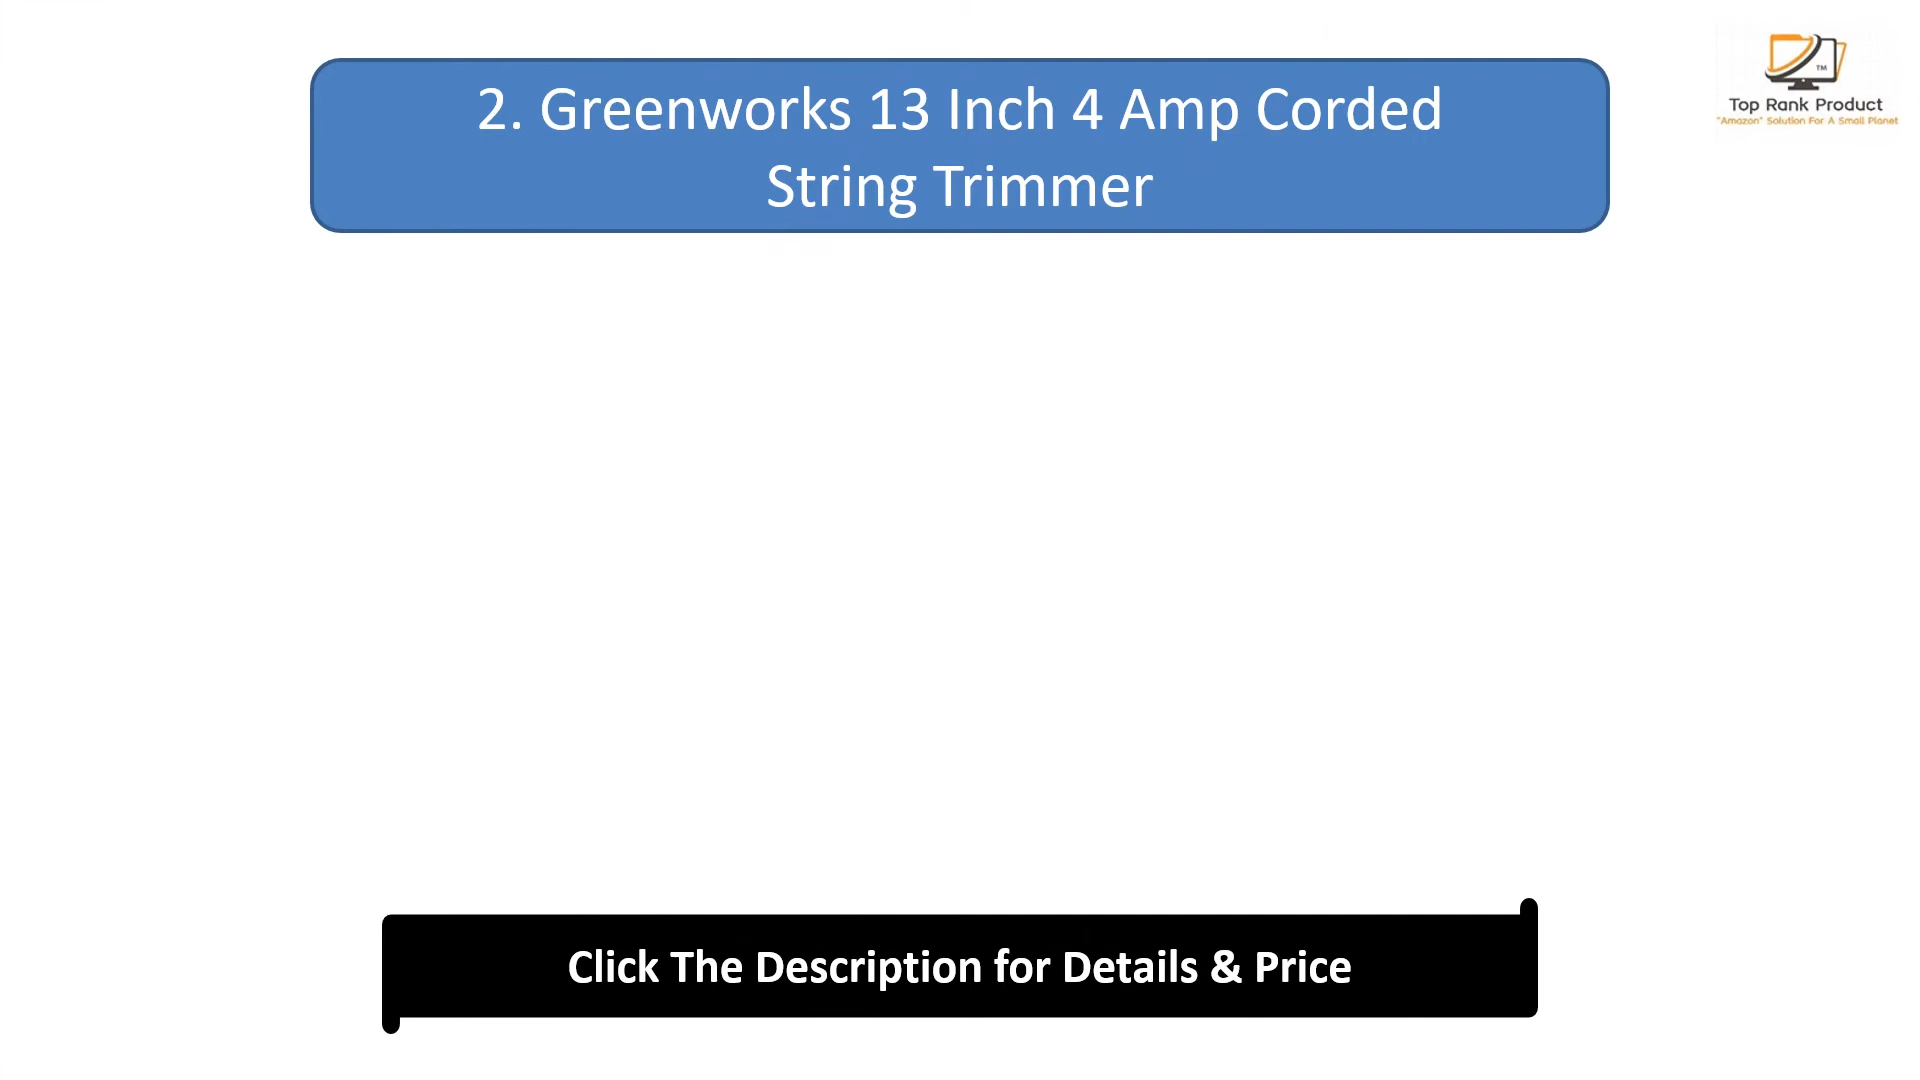 2. Greenworks 13 Inch 4 Amp Corded
String Trimmer
TM
Top Rank Product
"Amazon" Solution For A Small Planet
Click The Description for Details & Price